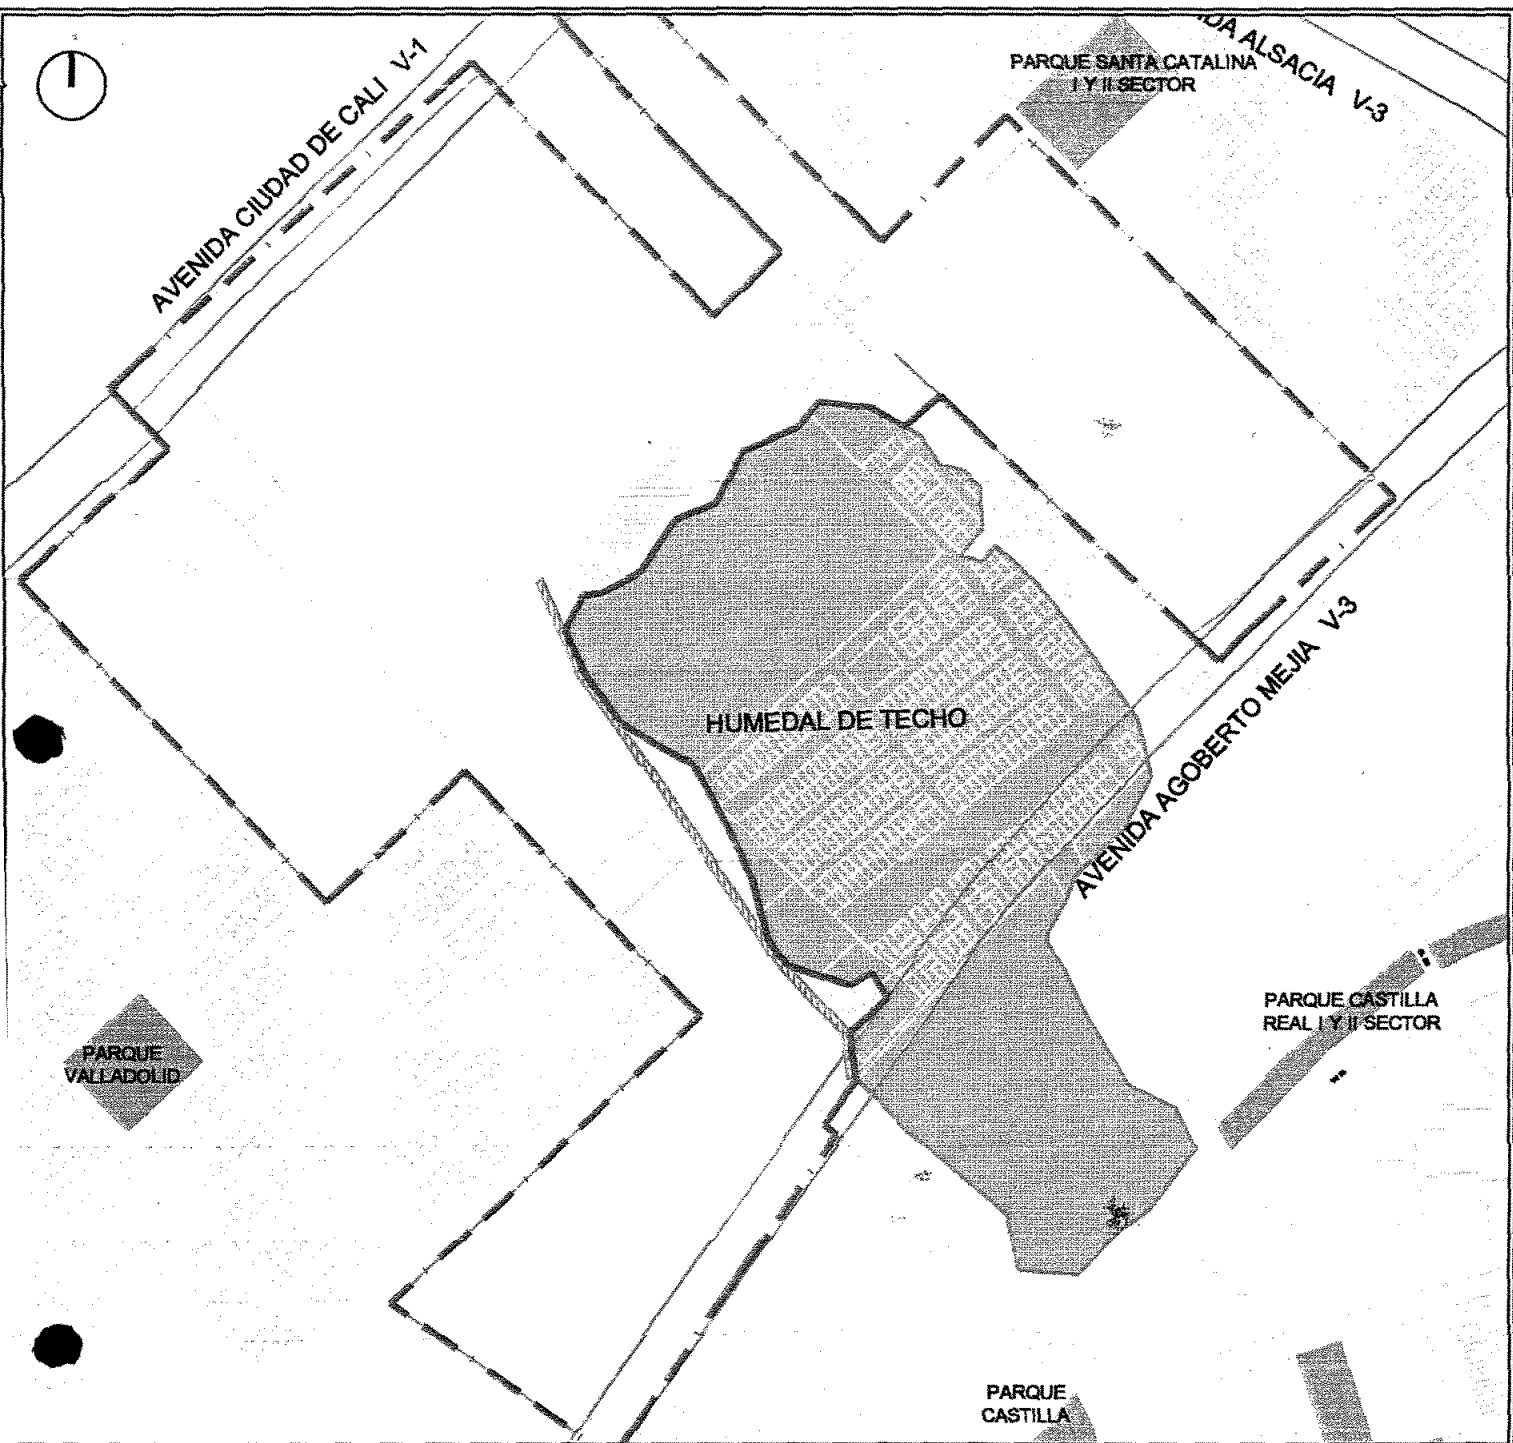 AVENIDA CIUDAD DE CALI V-1
PARQUE SANTA CATALINA
I Y II SECTOR
ALSACIA V-3
HUMEDAL DE TECHO
AVENIDA AGOBERTO MEJIA V-3
PARQUE CASTILLA
REAL I Y II SECTOR
PARQUE
VALLADOLID
PARQUE
CASTILLA